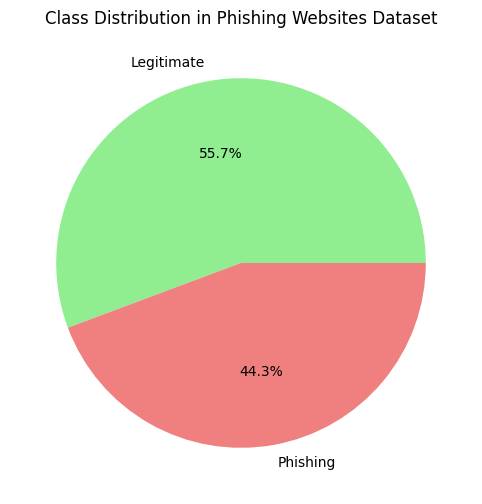 Class Distribution in Phishing Websites Dataset
Legitimate
55.7%
44.3%
Phishing